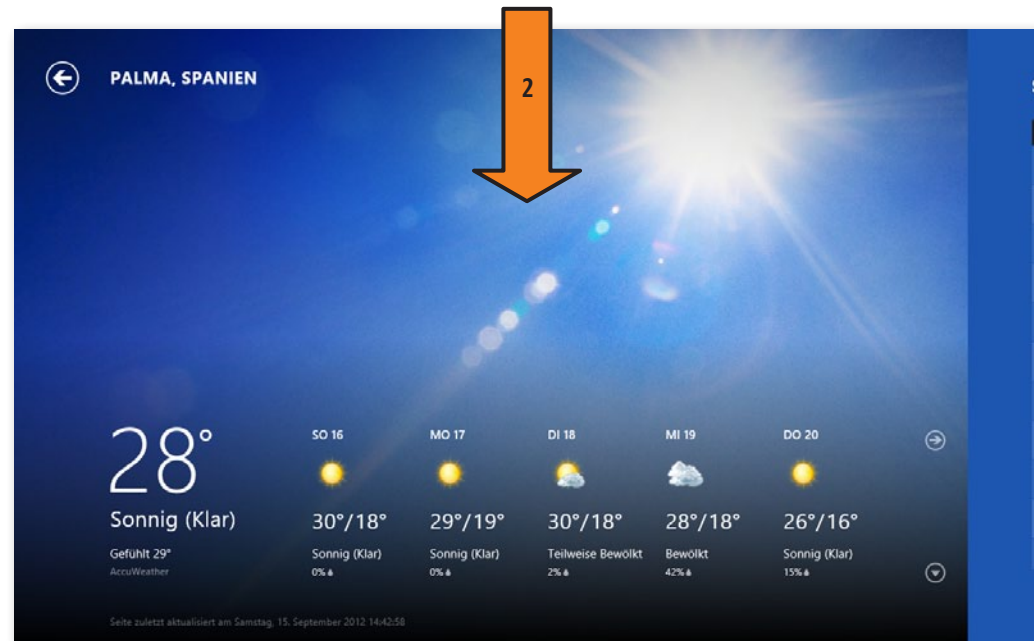 2
PALMA, SPANIEN
28°
Sonnig (Klar)
Gefühlt 29°
AccuWeather
SO 16
30°/18°
Sonnig (Klar)
0%
MO 17
29°/19°
Sonnig (Klar)
0%
DI 18
30°/18°
Teilweise Bewölkt
2%
MI 19
28°/18°
Bewölkt
42%
DO 20
26°/16°
Sonnig (Klar)
15%
Seite zuletzt aktualisiert am Samstag, 15. September 2012 14:42:58